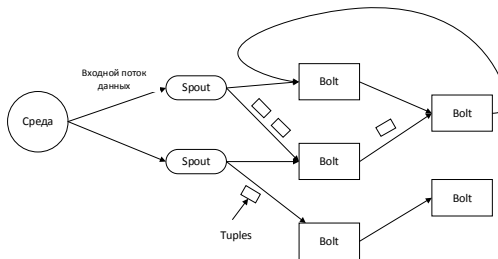 Входной поток
данных
Среда
Spout
Bolt
Bolt
Spout
Bolt
Bolt
Tuples
Bolt